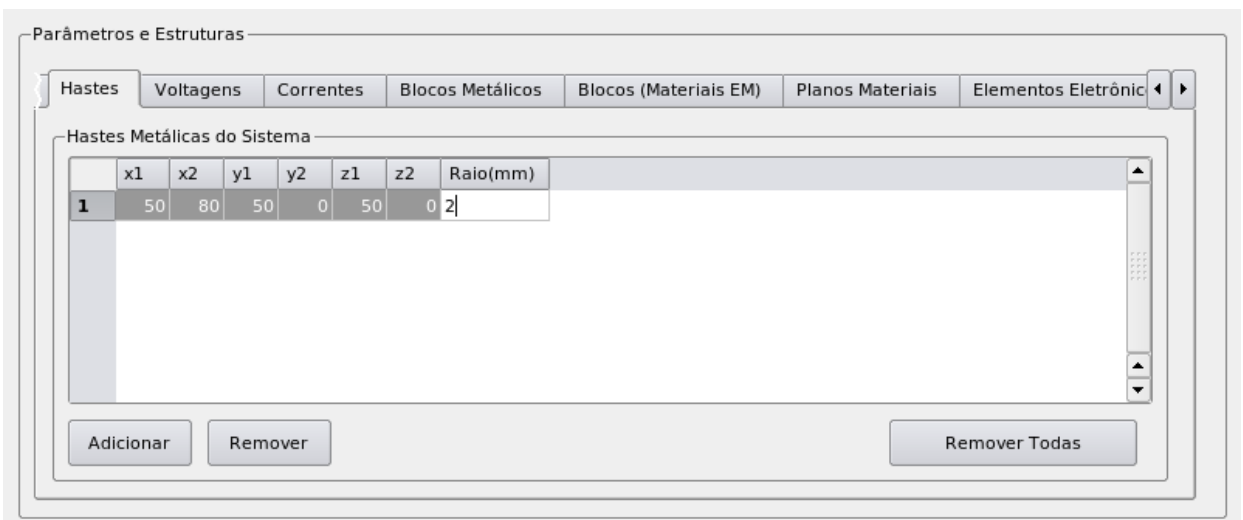 Parâmetros e Estruturas
Hastes Voltagens Correntes Blocos Metálicos Blocos (Materiais EM) Planos Materiais Elementos Eletrônic
Hastes Metálicas do Sistema
x1 x2 y1 y2 z1 z2 Raio(mm)
1 50 80 50 0 50 0 2
Adicionar Remover Remover Todas